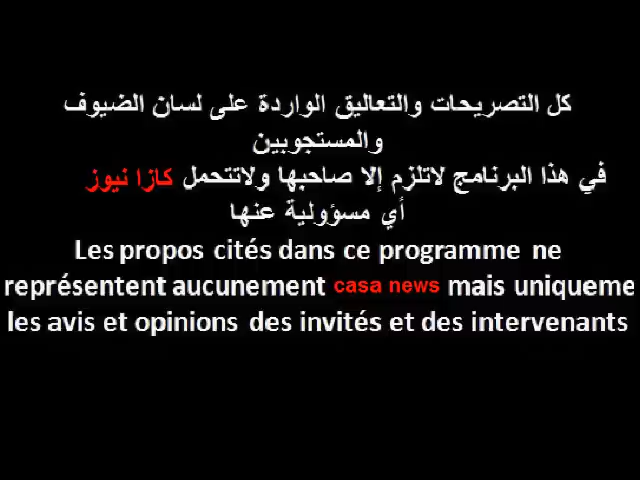 كل التصريحات والتعاليق الواردة على لسان الضيوف
والمستجوبين
في هذا البرنامج لاتلزم إلا صاحبها ولاتتحمل كازا نيوز
أي مسؤولية عنها
Les propos cités dans ce programme ne
représentent aucunement casa news mais uniqueme
les avis et opinions des invités et des intervenants